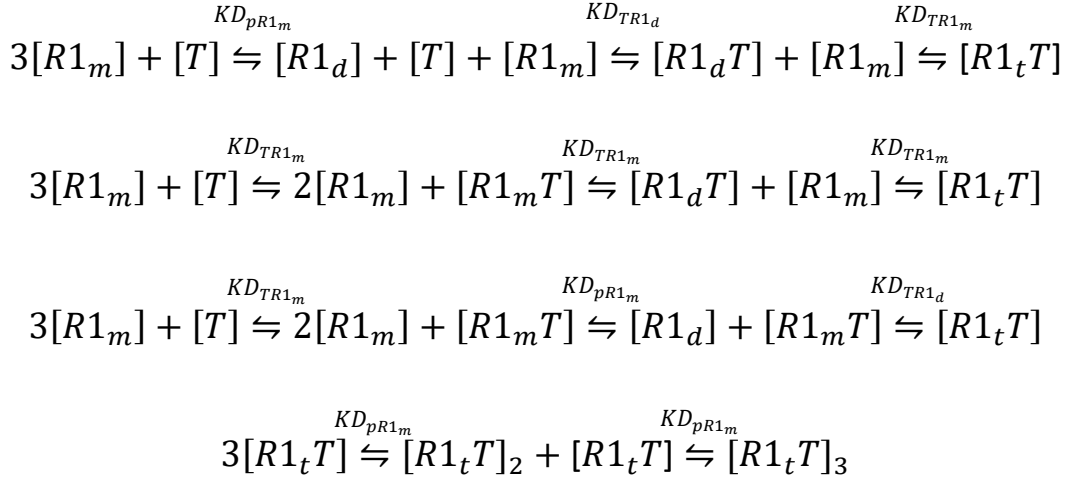 KD_{pR1_m} KD_{TR1_d} KD_{TR1_m}
3[R1_m] + [T] ⇋ [R1_d] + [T] + [R1_m] ⇋ [R1_dT] + [R1_m] ⇋ [R1_tT]
KD_{TR1_m} KD_{TR1_m} KD_{TR1_m}
3[R1_m] + [T] ⇋ 2[R1_m] + [R1_mT] ⇋ [R1_dT] + [R1_m] ⇋ [R1_tT]
KD_{TR1_m} KD_{pR1_m} KD_{TR1_d}
3[R1_m] + [T] ⇋ 2[R1_m] + [R1_mT] ⇋ [R1_d] + [R1_mT] ⇋ [R1_tT]
KD_{pR1_m} KD_{pR1_m}
3[R1_tT] ⇋ [R1_tT]_2 + [R1_tT] ⇋ [R1_tT]_3